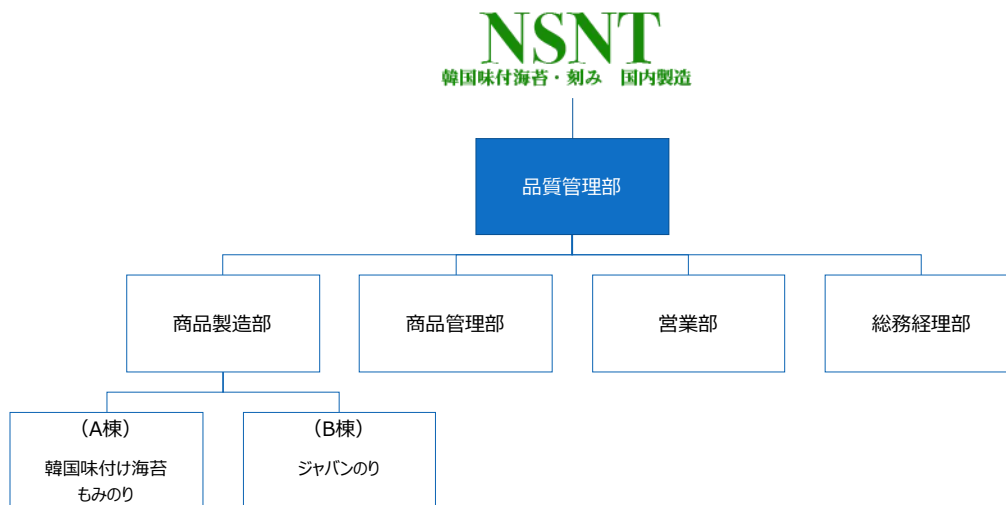 NSNT
韓国味付海苔・刻み　国内製造
品質管理部
商品製造部
商品管理部
営業部
総務経理部
（A棟）
韓国味付け海苔
もみのり
（B棟）
ジャバンのり